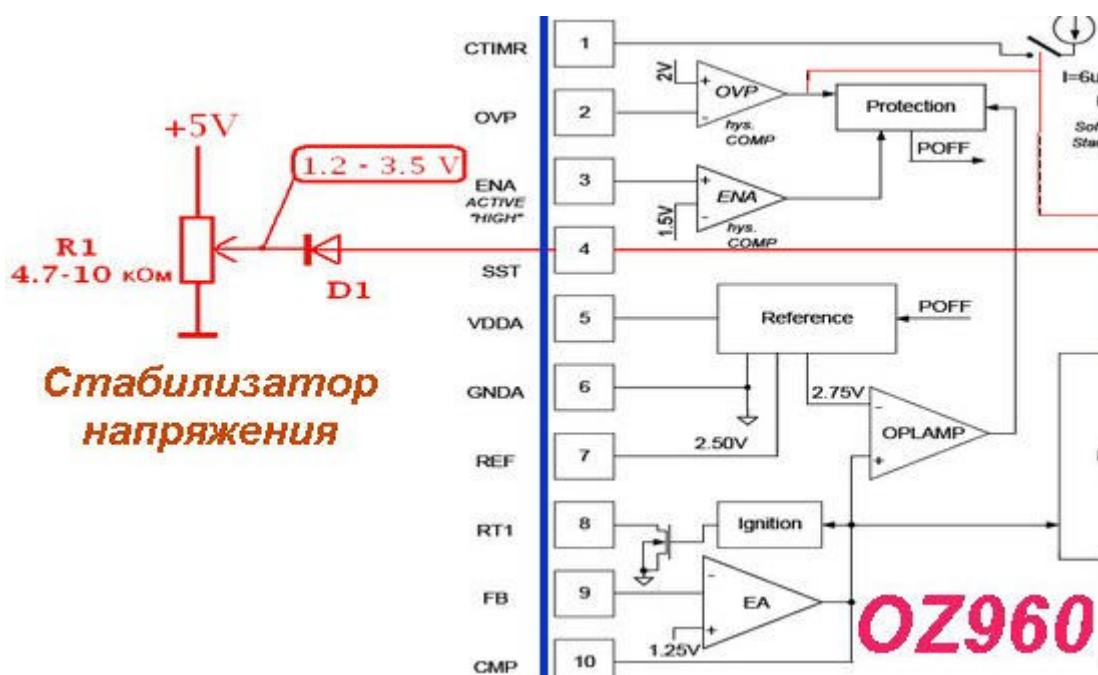 +5V
1.2 - 3.5 V
R1
4.7-10 кОм
D1
Стабилизатор
напряжения
CTIMR
1
OVP
2
ENA
ACTIVE
"HIGH"
3
SST
4
VDDA
5
GNDA
6
REF
7
RT1
8
FB
9
CMP
10
2V
+
OVP
-
hys.
COMP
Protection
POFF
1.5V
+
ENA
-
hys.
COMP
Reference
POFF
2.75V
2.50V
-
OPLAMP
+
Ignition
-
EA
+
1.25V
I=6u
OZ960